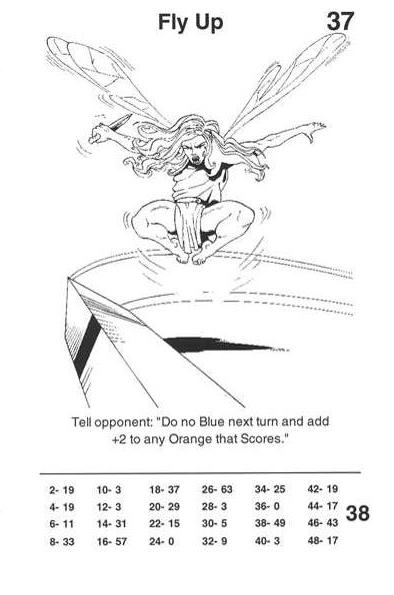 Fly Up 37
Tell opponent: "Do no Blue next turn and add
+2 to any Orange that Scores."
2- 19 10- 3 18- 37 26- 63 34- 25 42- 19
4- 19 12- 3 20- 29 28- 3 36- 0 44- 17
6- 11 14- 31 22- 15 30- 5 38- 49 46- 43
8- 33 16- 57 24- 0 32- 9 40- 3 48- 17
38